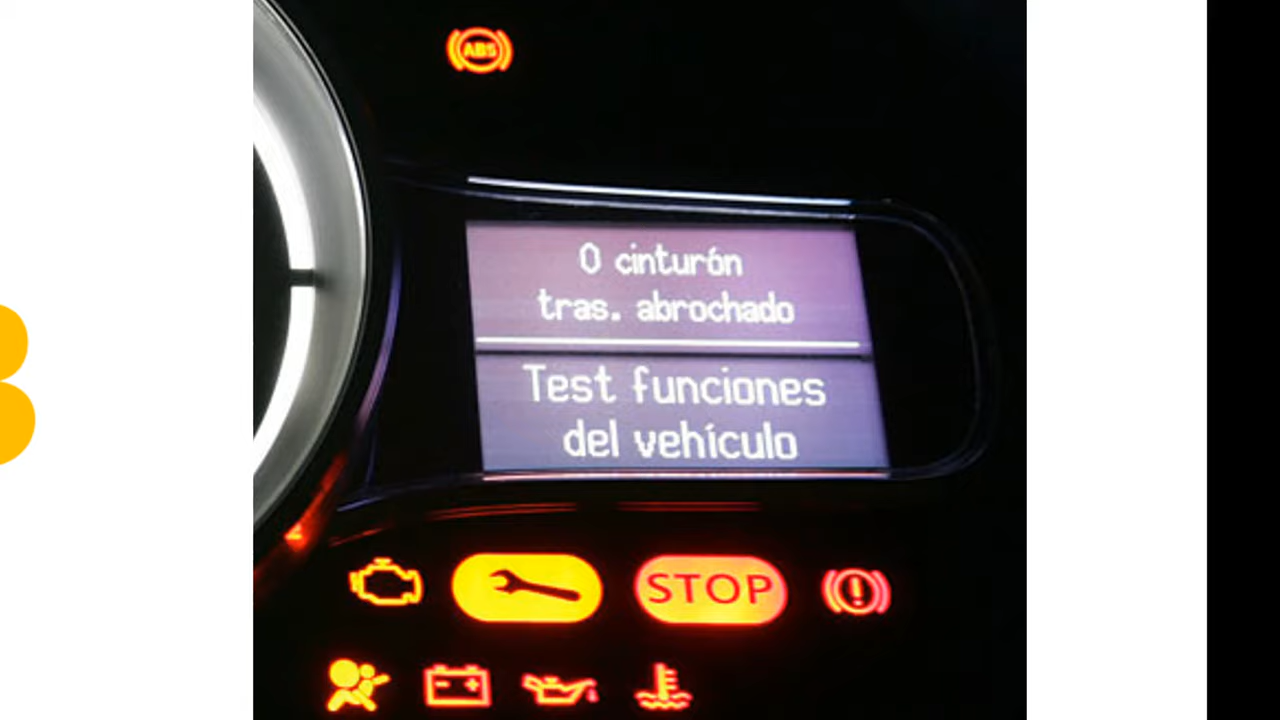 ABS
0 cinturón
tras. abrochado
Test funciones
del vehículo
STOP